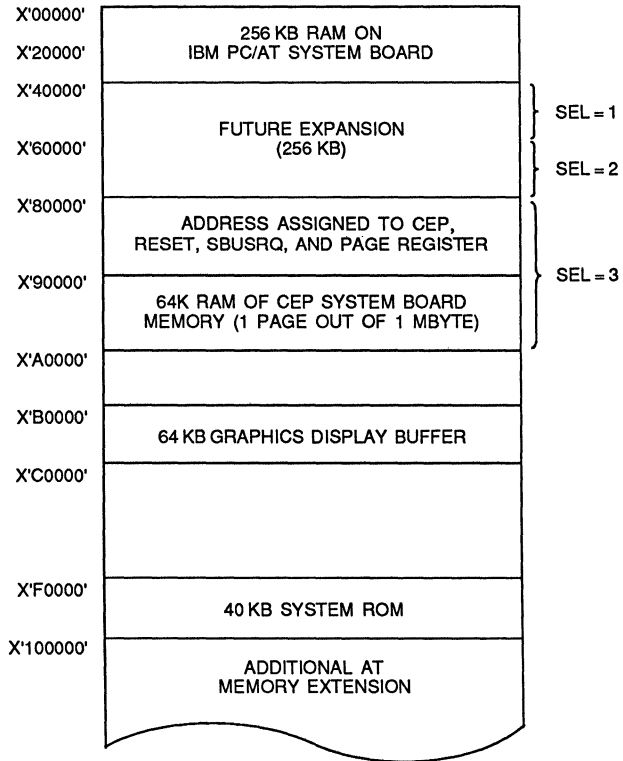 X'00000'
256 KB RAM ON
X'20000'
IBM PC/AT SYSTEM BOARD
X'40000'
SEL = 1
FUTURE EXPANSION
X'60000'
(256 KB)
SEL = 2
X'80000'
ADDRESS ASSIGNED TO CEP,
RESET, SBUSRQ, AND PAGE REGISTER
X'90000'
SEL = 3
64K RAM OF CEP SYSTEM BOARD
MEMORY (1 PAGE OUT OF 1 MBYTE)
X'A0000'
X'B0000'
64 KB GRAPHICS DISPLAY BUFFER
X'C0000'
X'F0000'
40 KB SYSTEM ROM
X'100000'
ADDITIONAL AT
MEMORY EXTENSION